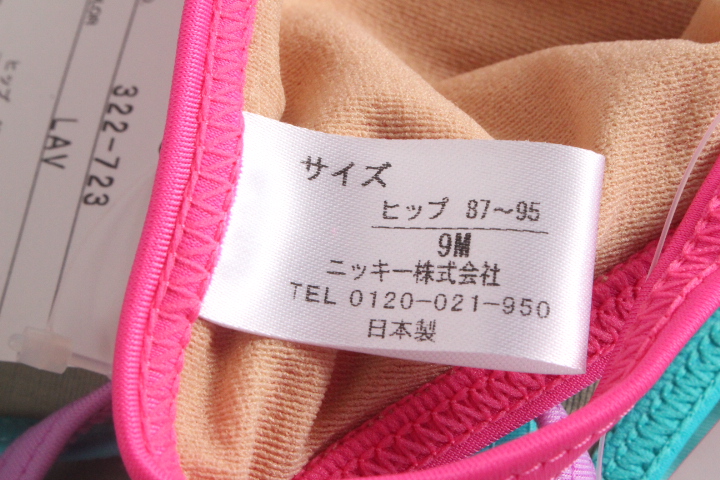 サイズ
ヒップ 87～95
9M
ニッキー株式会社
TEL 0120-021-950
日本製
322-723
LAV